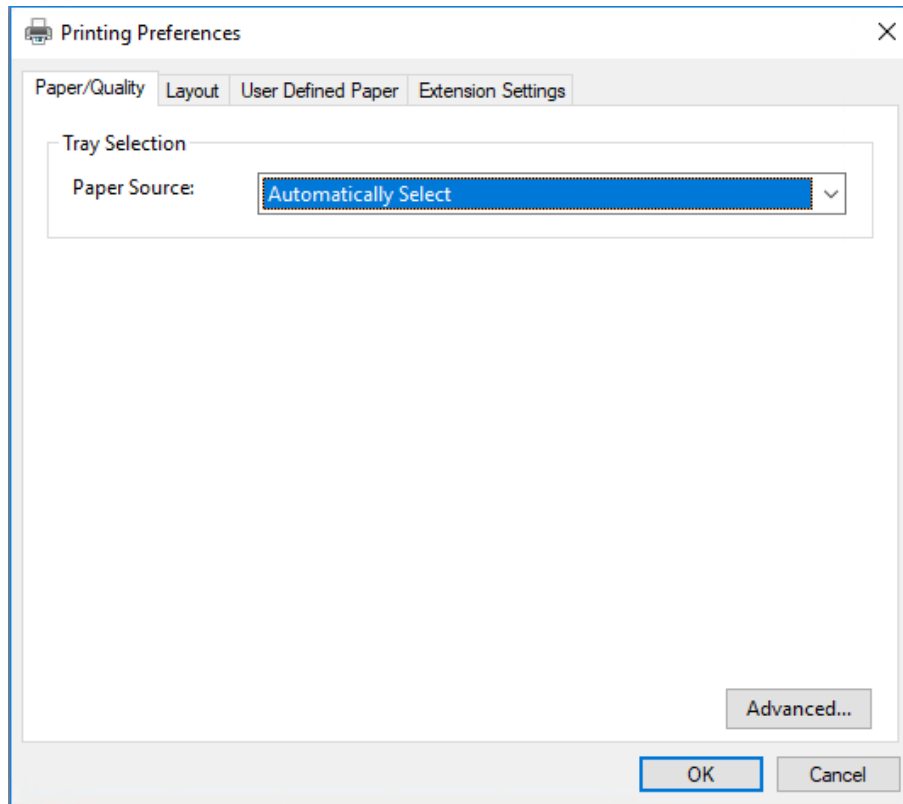 Printing Preferences
Paper/Quality Layout User Defined Paper Extension Settings
Tray Selection
Paper Source: Automatically Select
Advanced...
OK Cancel